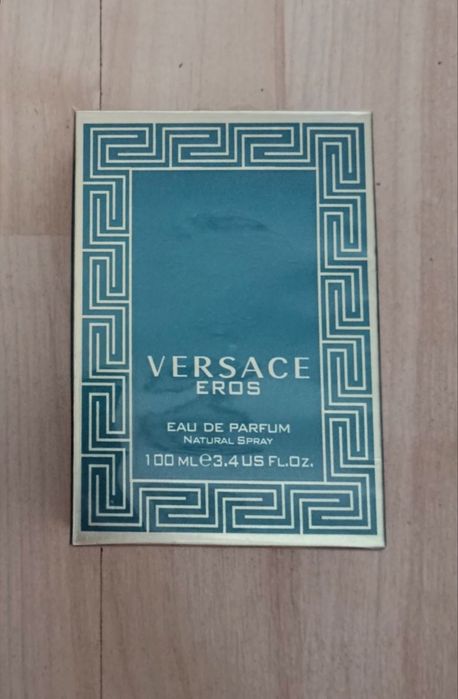 VERSACE
EROS
EAU DE PARFUM
NATURAL SPRAY
100 ML℮3.4 US FL.OZ.